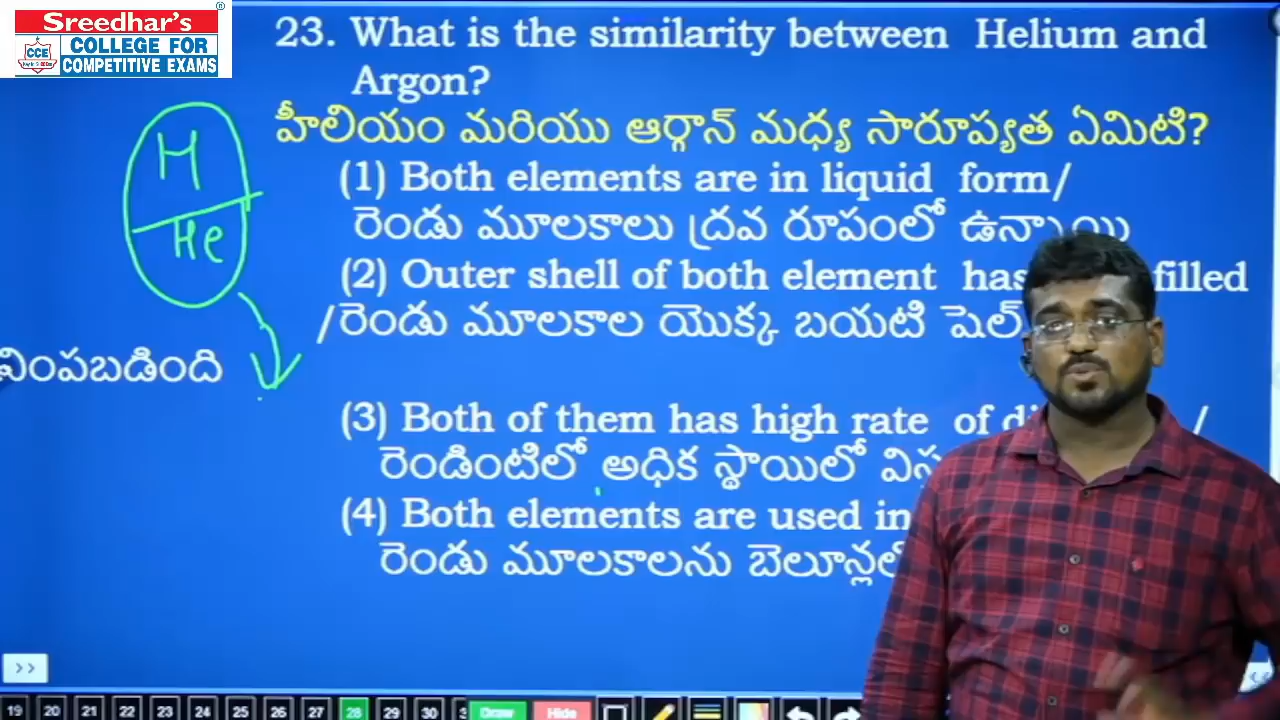 Sreedhar's
CCE
COLLEGE FOR
COMPETITIVE EXAMS
23. What is the similarity between Helium and
Argon?
హీలియం మరియు ఆర్గాన్ మధ్య సారూప్యత ఏమిటి?
(1) Both elements are in liquid form/
రెండు మూలకాలు ద్రవ రూపంలో ఉన్నాయి
(2) Outer shell of both element has filled
/రెండు మూలకాల యొక్క బయటి షెల్
వింపబడింది
(3) Both of them has high rate of /
రెండింటిలో అధిక స్థాయిలో
(4) Both elements are used in
రెండు మూలకాలను
H
He
>>
19 20 21 22 23 24 25 26 27 28 29 30 Draw Hide